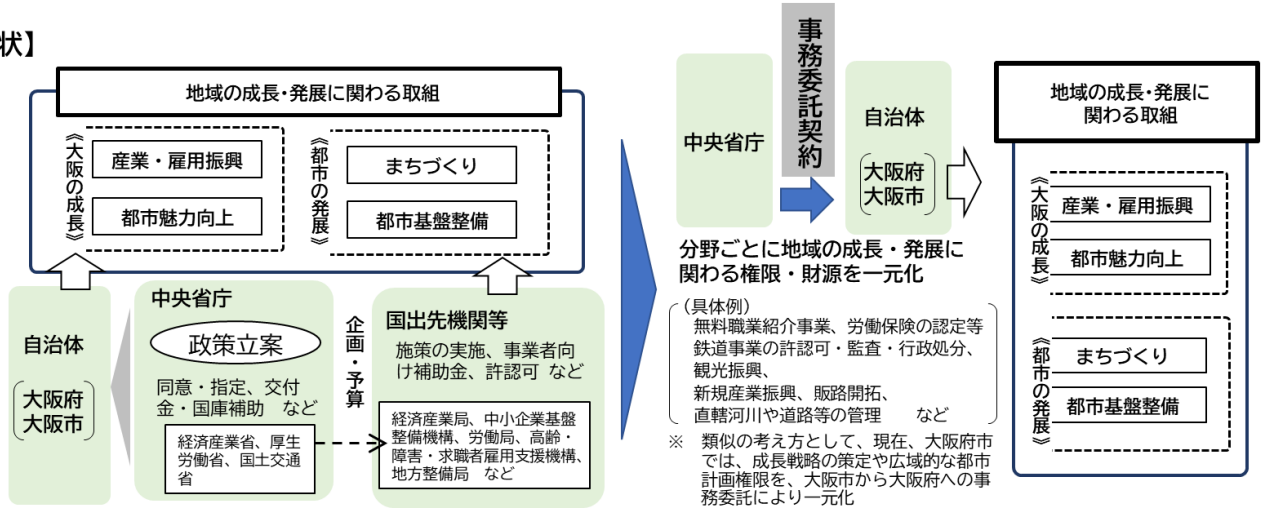 状】
地域の成長・発展に関わる取組
《大阪の成長》
産業・雇用振興
都市魅力向上
《都市の発展》
まちづくり
都市基盤整備
自治体
大阪府
大阪市
中央省庁
政策立案
同意・指定、交付
金・国庫補助　など
経済産業省、厚生
労働省、国土交通
省
企画・予算
国出先機関等
施策の実施、事業者向
け補助金、許認可 など
経済産業局、中小企業基盤
整備機構、労働局、高齢・
障害・求職者雇用支援機構、
地方整備局　など
中央省庁
事務委託契約
自治体
大阪府
大阪市
分野ごとに地域の成長・発展に
関わる権限・財源を一元化
（具体例）
無料職業紹介事業、労働保険の認定等
鉄道事業の許認可・監査・行政処分、
観光振興、
新規産業振興、販路開拓、
直轄河川や道路等の管理　　など
※　類似の考え方として、現在、大阪府市
では、成長戦略の策定や広域的な都市
計画権限を、大阪市から大阪府への事
務委託により一元化
地域の成長・発展に
関わる取組
《大阪の成長》
産業・雇用振興
都市魅力向上
《都市の発展》
まちづくり
都市基盤整備